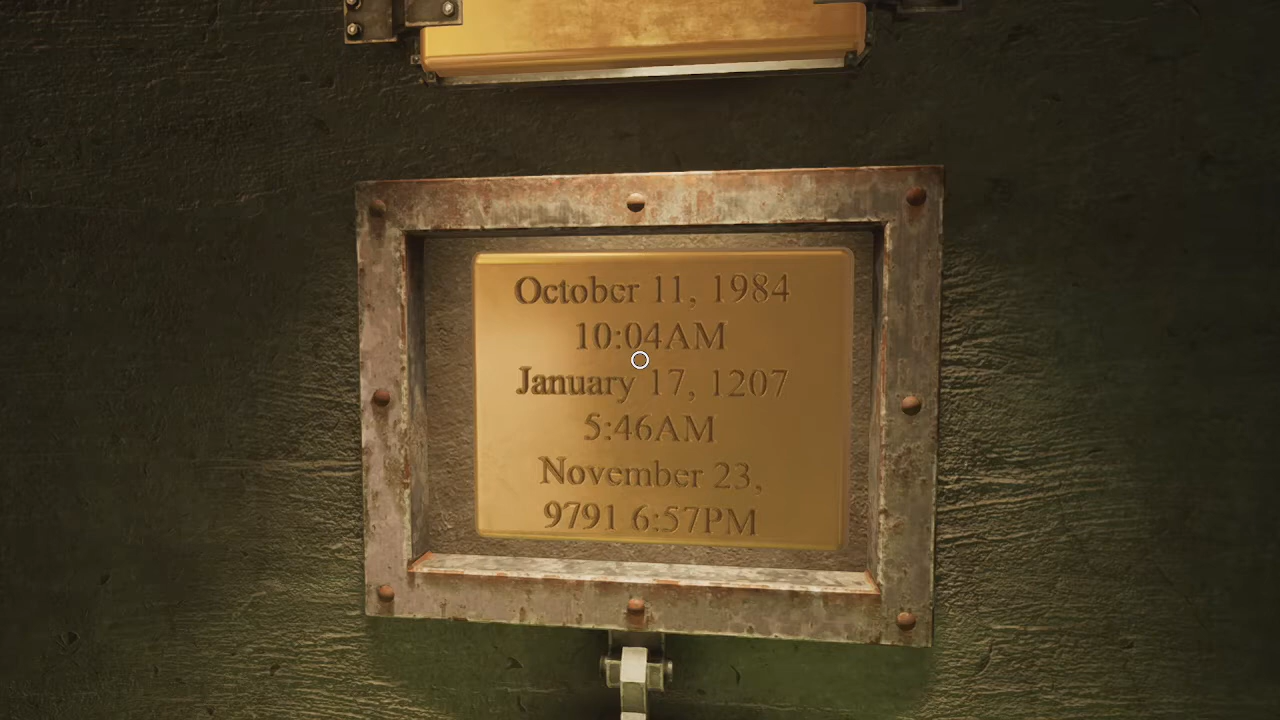 October 11, 1984
10:04AM
January 17, 1207
5:46AM
November 23,
9791 6:57PM